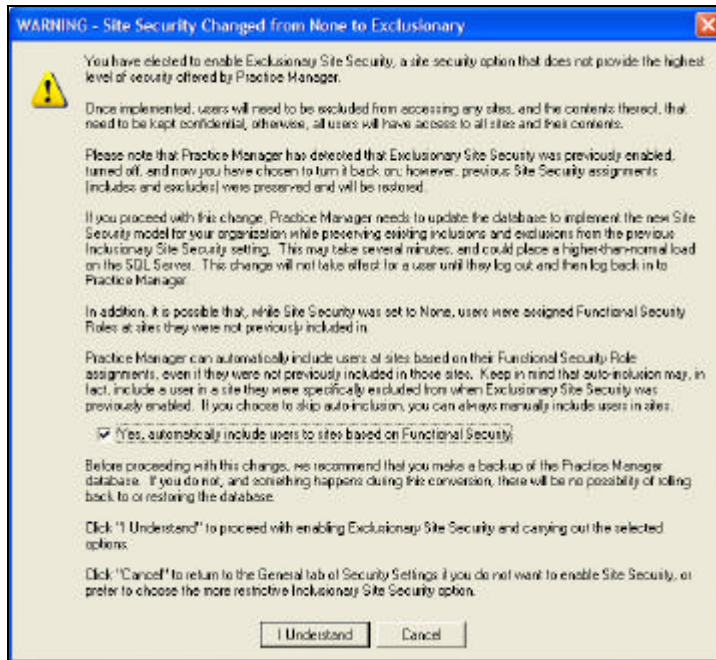 WARNING - Site Security Changed from None to Exclusionary
You have elected to enable Exclusionary Site Security, a site security option that does not provide the highest
level of security offered by Practice Manager.
Once implemented, users will need to be excluded from accessing any sites, and the contents thereof, that
need to be kept confidential, otherwise, all users will have access to all sites and their contents.
Please note that Practice Manager has detected that Exclusionary Site Security was previously enabled,
turned off, and now you have chosen to turn it back on; however, previous Site Security assignments
(includes and excludes) were preserved and will be restored.
If you proceed with this change, Practice Manager needs to update the database to implement the new Site
Security model for your organization while preserving existing inclusions and exclusions from the previous
Inclusionary Site Security setting. This may take several minutes, and could place a higher-than-normal load
on the SQL Server. This change will not take effect for a user until they log out and then log back in to
Practice Manager.
In addition, it is possible that, while Site Security was set to None, users were assigned Functional Security
Roles at sites they were not previously included in.
Practice Manager can automatically include users at sites based on their Functional Security Role
assignments, even if they were not previously included in those sites. Keep in mind that auto-inclusion may, in
fact, include a user in a site they were specifically excluded from when Exclusionary Site Security was
previously enabled. If you choose to skip auto-inclusion, you can always manually include users in sites.
Yes, automatically include users to sites based on Functional Security
Before proceeding with this change, we recommend that you make a backup of the Practice Manager
database. If you do not, and something happens during this conversion, there will be no possibility of rolling
back to or restoring the database.
Click "I Understand" to proceed with enabling Exclusionary Site Security and carrying out the selected
options.
Click "Cancel" to return to the General tab of Security Settings if you do not want to enable Site Security, or
prefer to choose the more restrictive Inclusionary Site Security option.
I Understand
Cancel